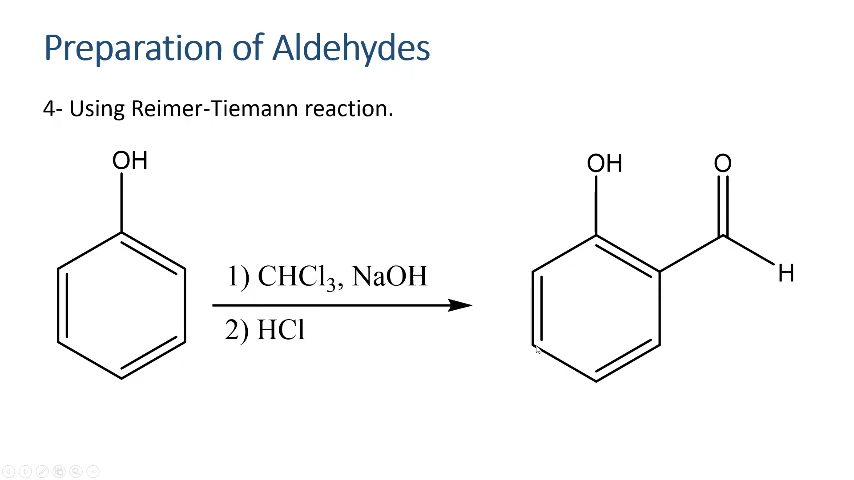 Preparation of Aldehydes
4- Using Reimer-Tiemann reaction.
OH
1) CHCl₃, NaOH
2) HCl
OH
O
H